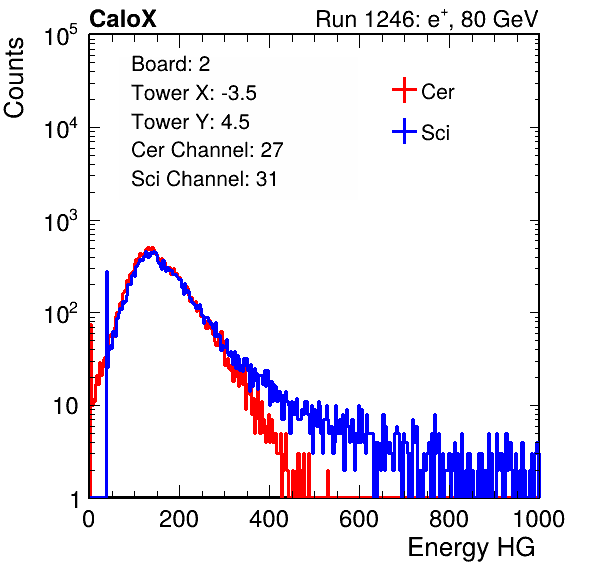 CaloX Run 1246: e⁺, 80 GeV
Counts
10⁵
10⁴
10³
10²
10
1
Board: 2
Tower X: -3.5
Tower Y: 4.5
Cer Channel: 27
Sci Channel: 31
Cer
Sci
0 200 400 600 800 1000
Energy HG